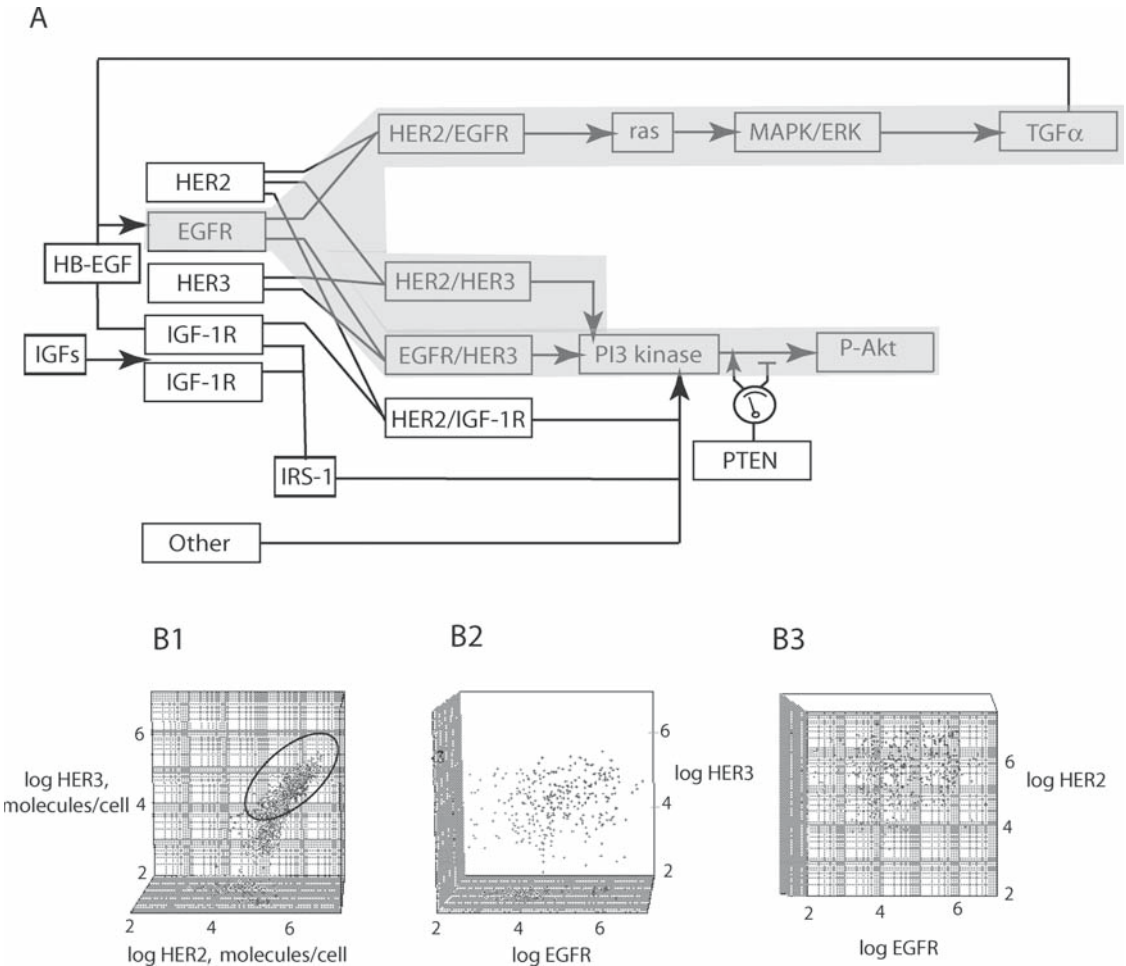 A
HER2/EGFR
ras
MAPK/ERK
TGFα
HER2
EGFR
HB-EGF
HER3
HER2/HER3
IGFs
IGF-1R
IGF-1R
EGFR/HER3
PI3 kinase
P-Akt
HER2/IGF-1R
PTEN
IRS-1
Other
B1
B2
B3
6
4
2
log HER3,
molecules/cell
2
4
6
log HER2, molecules/cell
6
4
2
log HER3
2
4
6
log EGFR
6
4
2
log HER2
2
4
6
log EGFR